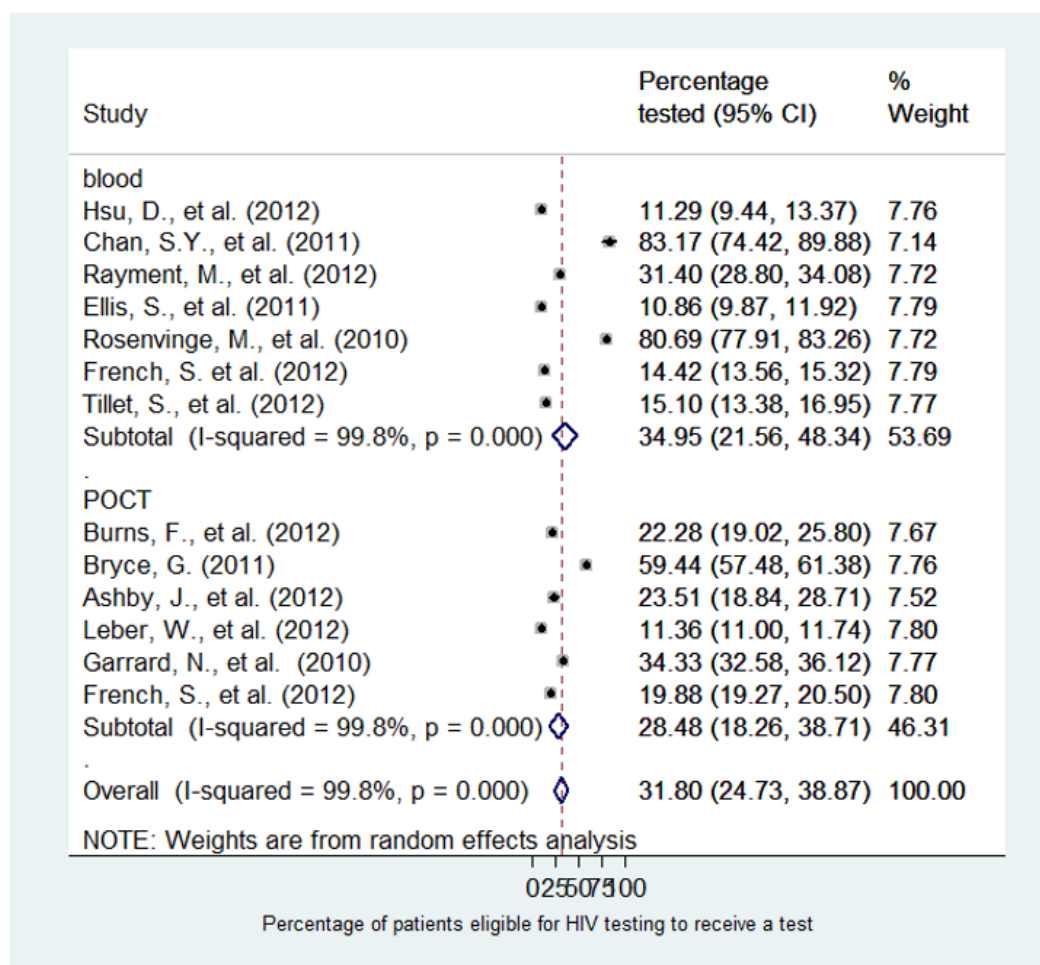 Study Percentage tested (95% CI) % Weight
blood
Hsu, D., et al. (2012) 11.29 (9.44, 13.37) 7.76
Chan, S.Y., et al. (2011) 83.17 (74.42, 89.88) 7.14
Rayment, M., et al. (2012) 31.40 (28.80, 34.08) 7.72
Ellis, S., et al. (2011) 10.86 (9.87, 11.92) 7.79
Rosenvinge, M., et al. (2010) 80.69 (77.91, 83.26) 7.72
French, S. et al. (2012) 14.42 (13.56, 15.32) 7.79
Tillet, S., et al. (2012) 15.10 (13.38, 16.95) 7.77
Subtotal (I-squared = 99.8%, p = 0.000) 34.95 (21.56, 48.34) 53.69
.
POCT
Burns, F., et al. (2012) 22.28 (19.02, 25.80) 7.67
Bryce, G. (2011) 59.44 (57.48, 61.38) 7.76
Ashby, J., et al. (2012) 23.51 (18.84, 28.71) 7.52
Leber, W., et al. (2012) 11.36 (11.00, 11.74) 7.80
Garrard, N., et al. (2010) 34.33 (32.58, 36.12) 7.77
French, S., et al. (2012) 19.88 (19.27, 20.50) 7.80
Subtotal (I-squared = 99.8%, p = 0.000) 28.48 (18.26, 38.71) 46.31
.
Overall (I-squared = 99.8%, p = 0.000) 31.80 (24.73, 38.87) 100.00
NOTE: Weights are from random effects analysis
0 25 50 75 100
Percentage of patients eligible for HIV testing to receive a test